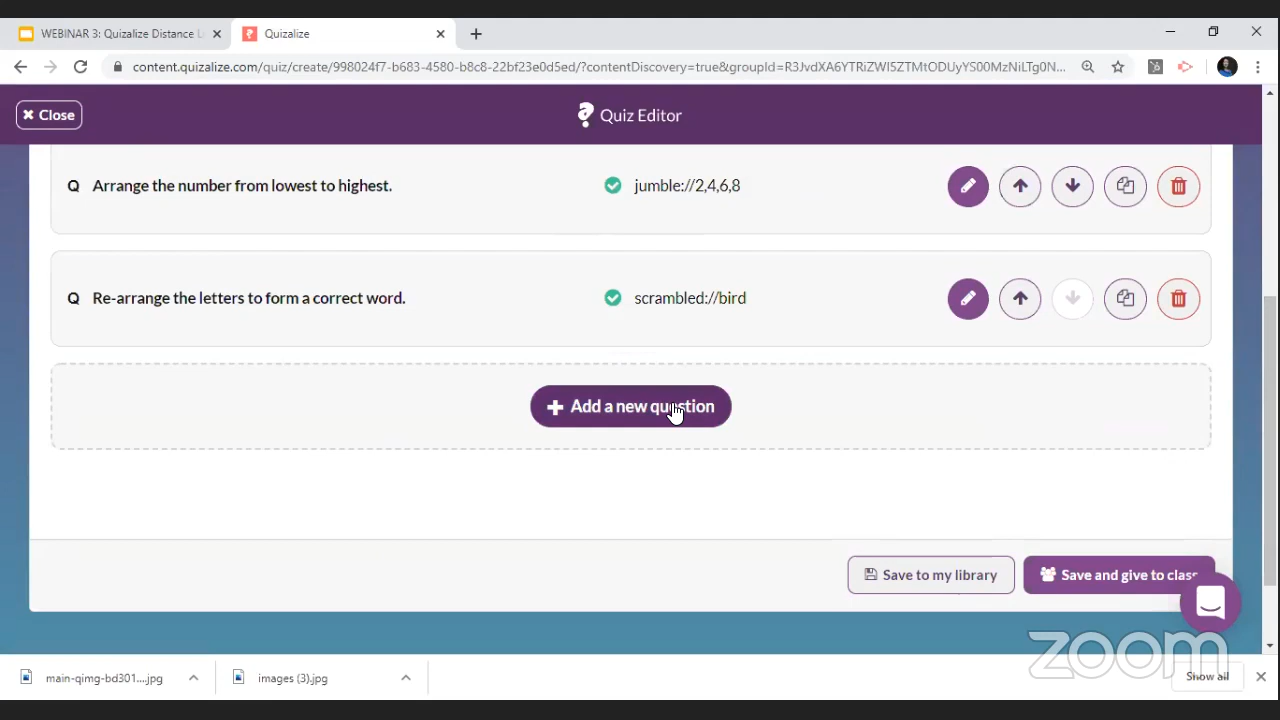 WEBINAR 3: Quizalize Distance L
Quizalize
content.quizalize.com/quiz/create/998024f7-b683-4580-b8c8-22bf23e0d5ed/?contentDiscovery=true&groupId=R3JvdXA6YTRiZWI5ZTMtODUyYS00MzNiLTg0N...
Close
Quiz Editor
Q Arrange the number from lowest to highest.
jumble://2,4,6,8
Q Re-arrange the letters to form a correct word.
scrambled://bird
Add a new question
Save to my library
Save and give to class
zoom
main-qimg-bd301....jpg
images (3).jpg
Show all